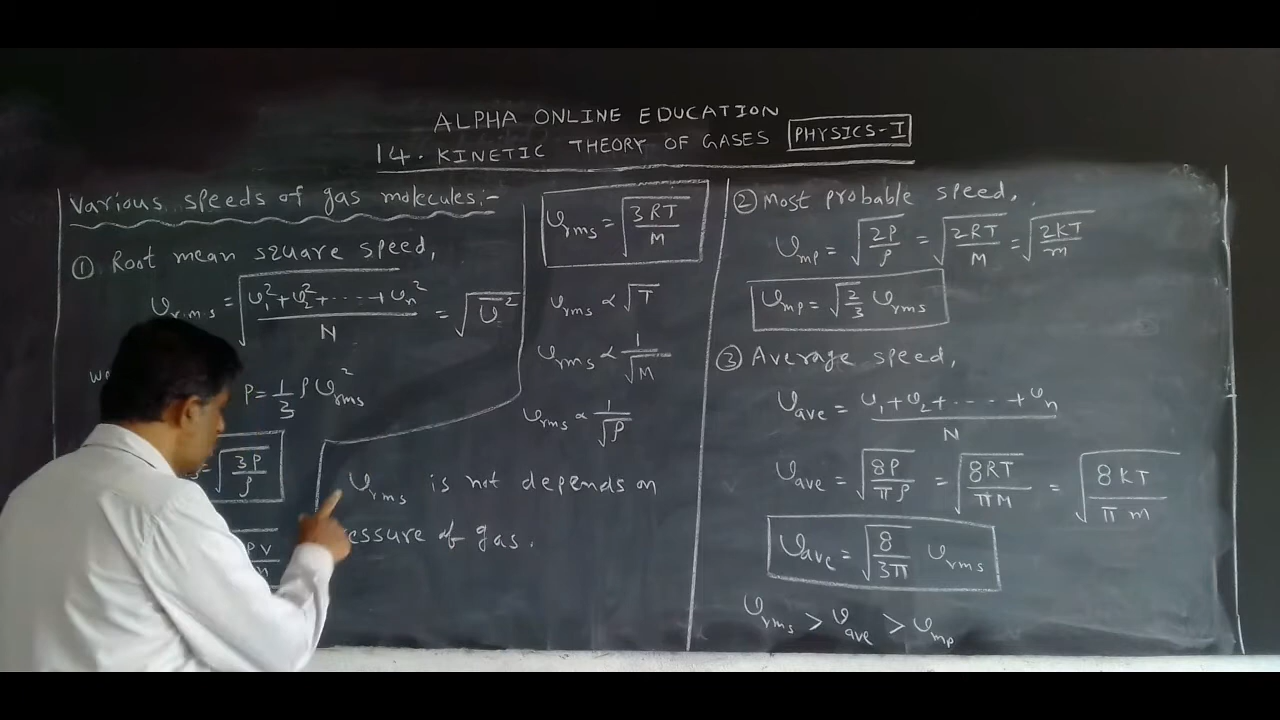 ALPHA ONLINE EDUCATION
14. KINETIC THEORY OF GASES PHYSICS-I
Various speeds of gas molecules:-
① Root mean square speed,
υr.m.s = √((υ₁²+υ₂²+·····+υn²)/N) = √(υ̅²)
P = 1/3 ρ υrms²
= √(3P/ρ)
PV
υrms = √(3RT/M)
υrms ∝ √T
υrms ∝ 1/√M
υrms ∝ 1/√ρ
υrms is not depends on
essure of gas.
② Most probable speed,
υmp = √(2P/ρ) = √(2RT/M) = √(2KT/m)
υmp = √(2/3) υrms
③ Average speed,
υave = (υ₁+υ₂+-----+υn)/N
υave = √(8P/πρ) = √(8RT/πM) = √(8KT/πm)
υave = √(8/3π) υrms
υrms > υave > υmp